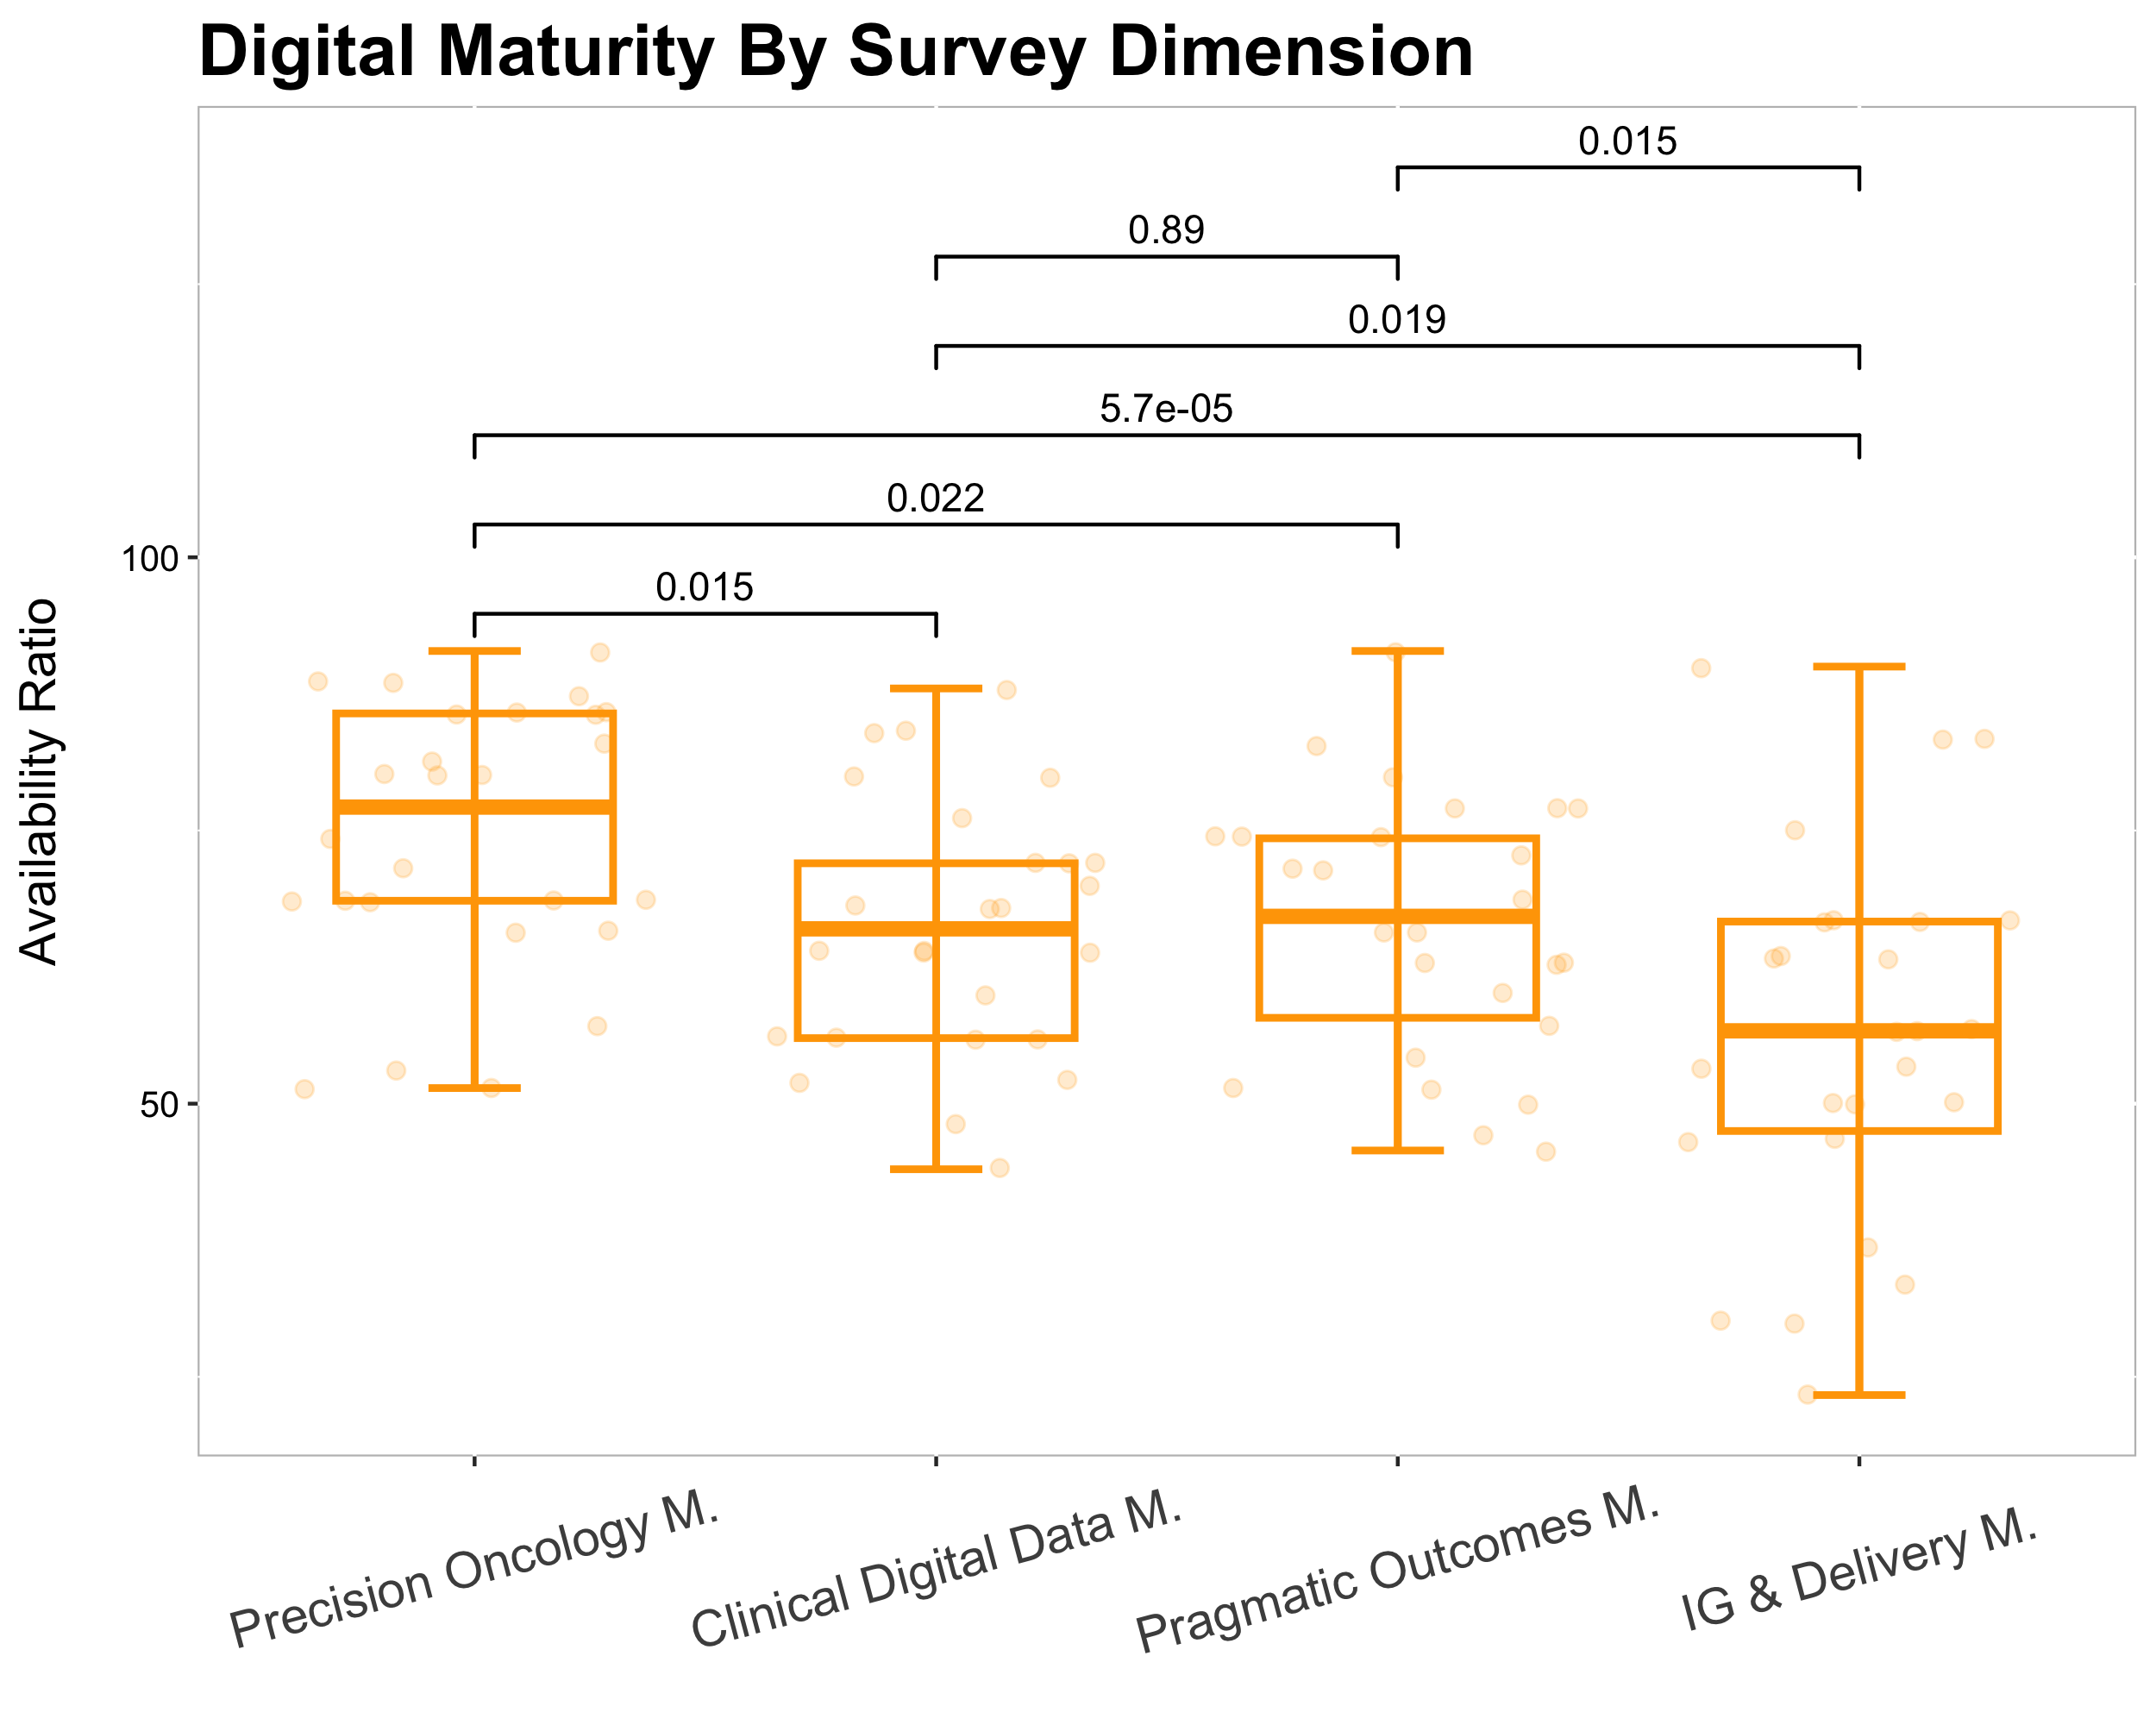 Digital Maturity By Survey Dimension
0.015
0.89
0.019
5.7e-05
0.022
0.015
100
50
Availability Ratio
Precision Oncology M.
Clinical Digital Data M.
Pragmatic Outcomes M.
IG & Delivery M.